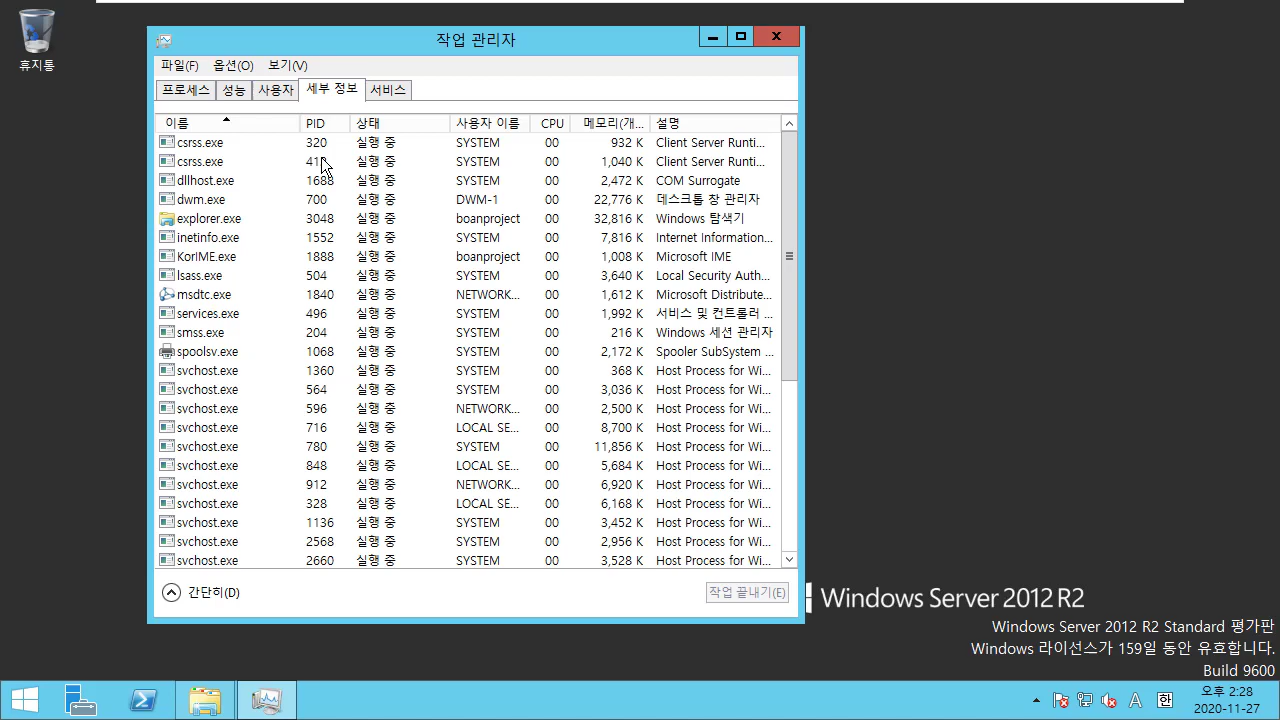 휴지통
작업 관리자
파일(F) 옵션(O) 보기(V)
프로세스 성능 사용자 세부 정보 서비스
이름 PID 상태 사용자 이름 CPU 메모리(개... 설명
csrss.exe 320 실행 중 SYSTEM 00 932 K Client Server Runti...
csrss.exe 실행 중 SYSTEM 00 1,040 K Client Server Runti...
dllhost.exe 1688 실행 중 SYSTEM 00 2,472 K COM Surrogate
dwm.exe 700 실행 중 DWM-1 00 22,776 K 데스크톱 창 관리자
explorer.exe 3048 실행 중 boanproject 00 32,816 K Windows 탐색기
inetinfo.exe 1552 실행 중 SYSTEM 00 7,816 K Internet Information...
KorIME.exe 1888 실행 중 boanproject 00 1,008 K Microsoft IME
lsass.exe 504 실행 중 SYSTEM 00 3,640 K Local Security Auth...
msdtc.exe 1840 실행 중 NETWORK... 00 1,612 K Microsoft Distribute...
services.exe 496 실행 중 SYSTEM 00 1,992 K 서비스 및 컨트롤러 ...
smss.exe 204 실행 중 SYSTEM 00 216 K Windows 세션 관리자
spoolsv.exe 1068 실행 중 SYSTEM 00 2,172 K Spooler SubSystem ...
svchost.exe 1360 실행 중 SYSTEM 00 368 K Host Process for Wi...
svchost.exe 564 실행 중 SYSTEM 00 3,036 K Host Process for Wi...
svchost.exe 596 실행 중 NETWORK... 00 2,500 K Host Process for Wi...
svchost.exe 716 실행 중 LOCAL SE... 00 8,700 K Host Process for Wi...
svchost.exe 780 실행 중 SYSTEM 00 11,856 K Host Process for Wi...
svchost.exe 848 실행 중 LOCAL SE... 00 5,684 K Host Process for Wi...
svchost.exe 912 실행 중 NETWORK... 00 6,920 K Host Process for Wi...
svchost.exe 328 실행 중 LOCAL SE... 00 6,168 K Host Process for Wi...
svchost.exe 1136 실행 중 SYSTEM 00 3,452 K Host Process for Wi...
svchost.exe 2568 실행 중 SYSTEM 00 2,956 K Host Process for Wi...
svchost.exe 2660 실행 중 SYSTEM 00 3,528 K Host Process for Wi...
간단히(D) 작업 끝내기(E)
Windows Server 2012 R2
Windows Server 2012 R2 Standard 평가판
Windows 라이선스가 159일 동안 유효합니다.
Build 9600
A 한 오후 2:28
2020-11-27